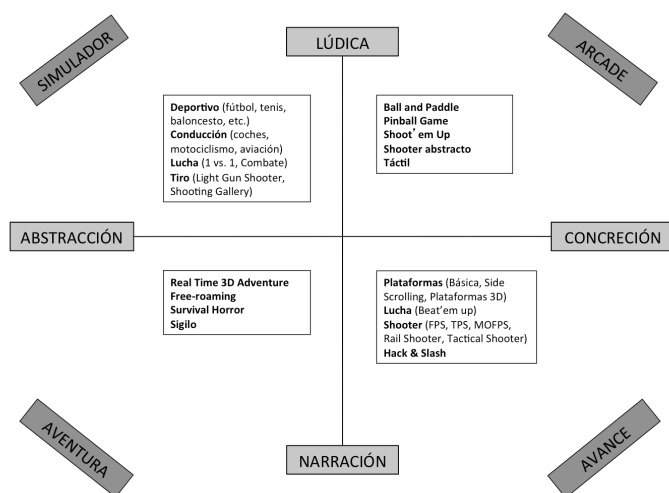 SIMULADOR
LÚDICA
ARCADE
Deportivo (fútbol, tenis,
baloncesto, etc.)
Conducción (coches,
motociclismo, aviación)
Lucha (1 vs. 1, Combate)
Tiro (Light Gun Shooter,
Shooting Gallery)
Ball and Paddle
Pinball Game
Shoot’em Up
Shooter abstracto
Táctil
ABSTRACCIÓN
CONCRECIÓN
Real Time 3D Adventure
Free-roaming
Survival Horror
Sigilo
Plataformas (Básica, Side
Scrolling, Plataformas 3D)
Lucha (Beat’em up)
Shooter (FPS, TPS, MOFPS,
Rail Shooter, Tactical Shooter)
Hack & Slash
AVENTURA
NARRACIÓN
AVANCE